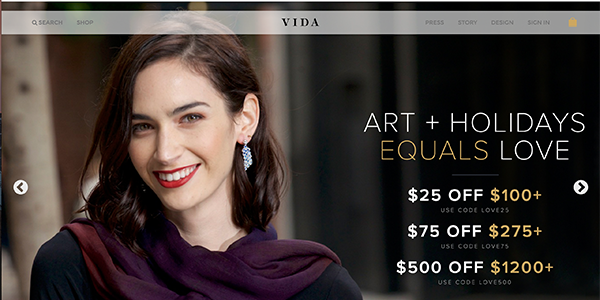 SEARCH SHOP VIDA PRESS STORY DESIGN SIGN IN
ART + HOLIDAYS
EQUALS LOVE
$25 OFF $100+
USE CODE LOVE25
$75 OFF $275+
USE CODE LOVE75
$500 OFF $1200+
USE CODE LOVE500